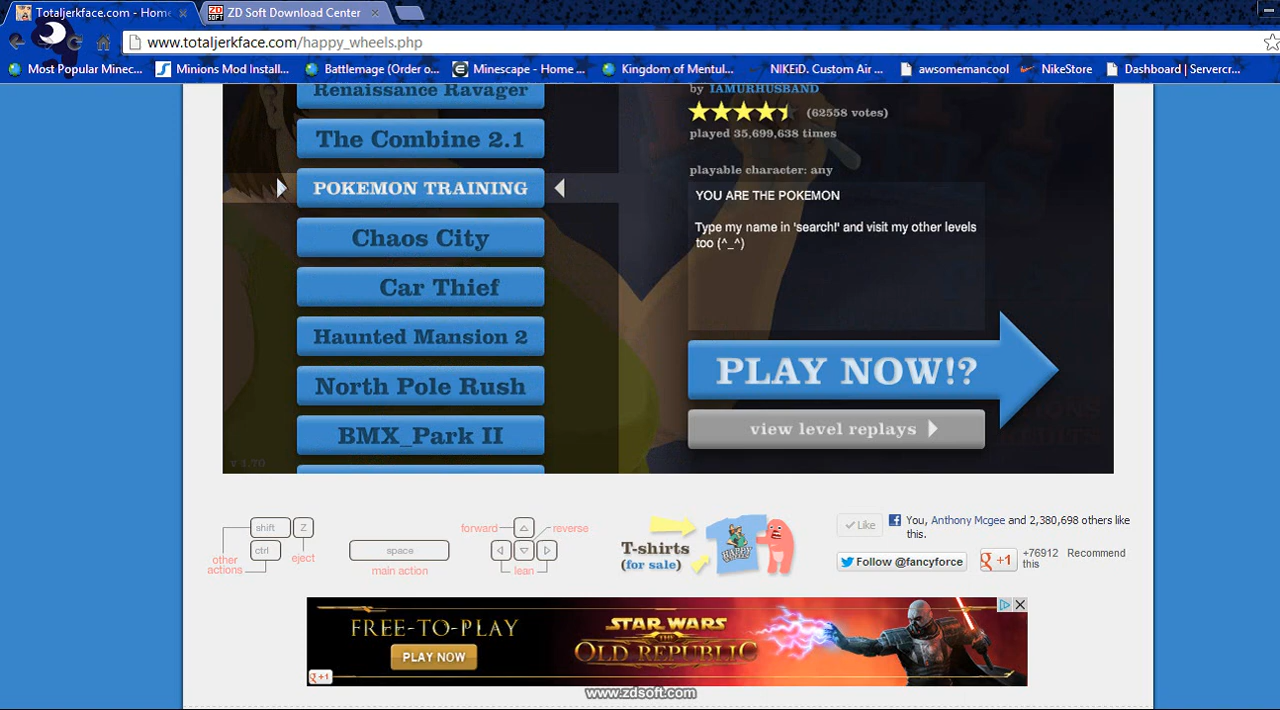 Totaljerkface.com - Home
ZD SOFT
ZD Soft Download Center
www.totaljerkface.com/happy_wheels.php
Most Popular Minec...
Minions Mod Install...
Battlemage (Order o...
Minescape - Home ...
Kingdom of Mentul...
NIKEiD. Custom Air ...
awsomemancool
NikeStore
Dashboard | Servercr...
Renaissance Ravager
The Combine 2.1
POKEMON TRAINING
Chaos City
Car Thief
Haunted Mansion 2
North Pole Rush
BMX_Park II
v 1.70
by IAMURHUSBAND
(62558 votes)
played 35,699,638 times
playable character: any
YOU ARE THE POKEMON
Type my name in 'search!' and visit my other levels
too (^_^)
PLAY NOW!?
view level replays
shift
Z
ctrl
other
actions
eject
space
main action
forward
reverse
lean
T-shirts
(for sale)
HAPPY
WHEELS
Like
You, Anthony Mcgee and 2,380,698 others like
this.
Follow @fancyforce
+1
+76912 Recommend
this
FREE-TO-PLAY
PLAY NOW
STAR WARS
THE
OLD REPUBLIC
+1
www.zdsoft.com